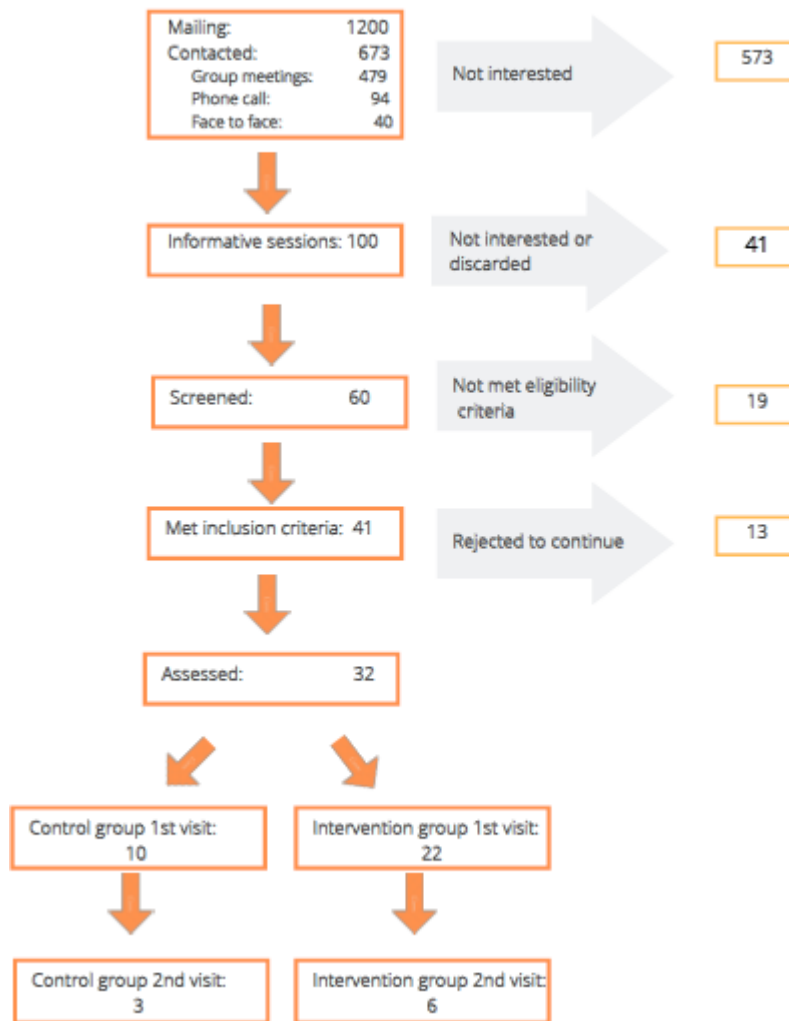 Mailing: 1200
Contacted: 673
Group meetings: 479
Phone call: 94
Face to face: 40
Not interested
573
Informative sessions: 100
Not interested or
discarded
41
Screened: 60
Not met eligibility
criteria
19
Met inclusion criteria: 41
Rejected to continue
13
Assessed: 32
Control group 1st visit:
10
Intervention group 1st visit:
22
Control group 2nd visit:
3
Intervention group 2nd visit:
6